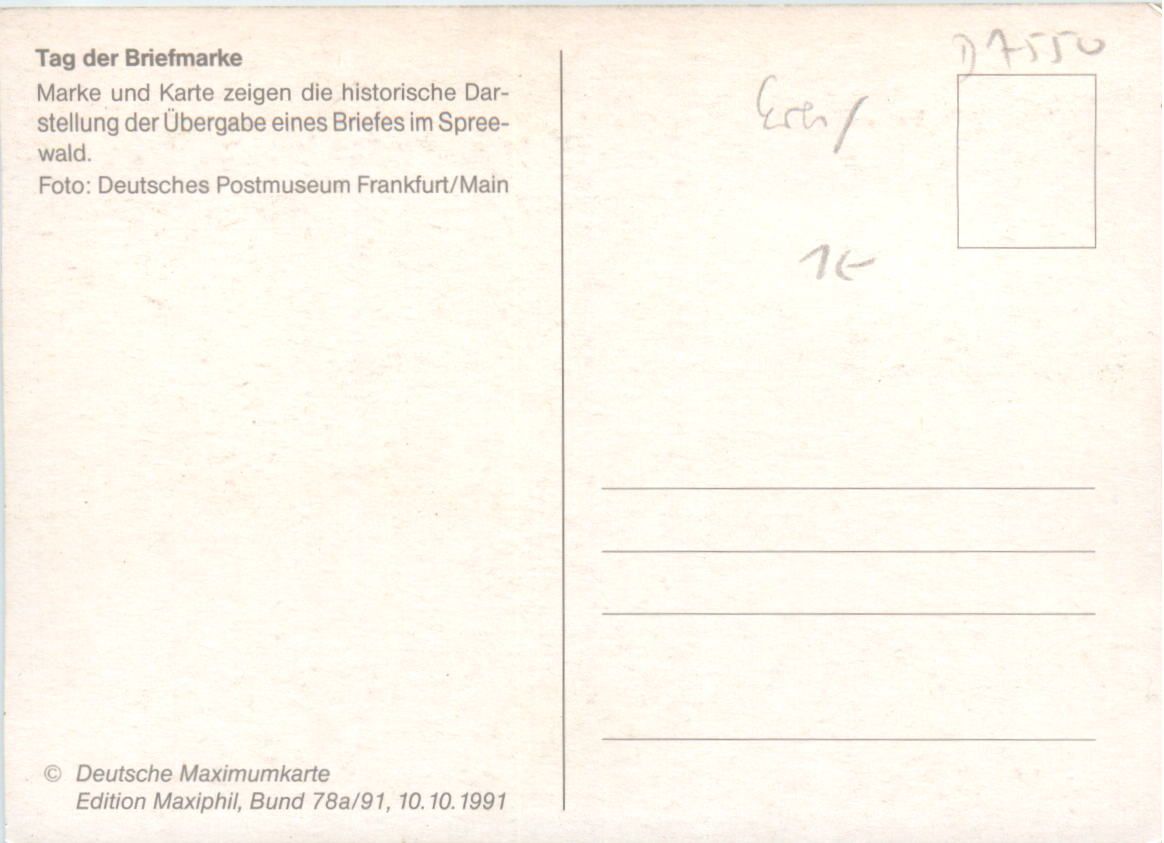 Tag der Briefmarke
Marke und Karte zeigen die historische Dar-
stellung der Übergabe eines Briefes im Spree-
wald.
Foto: Deutsches Postmuseum Frankfurt/Main
D 7550
1€
© Deutsche Maximumkarte
Edition Maxiphil, Bund 78a/91, 10.10.1991